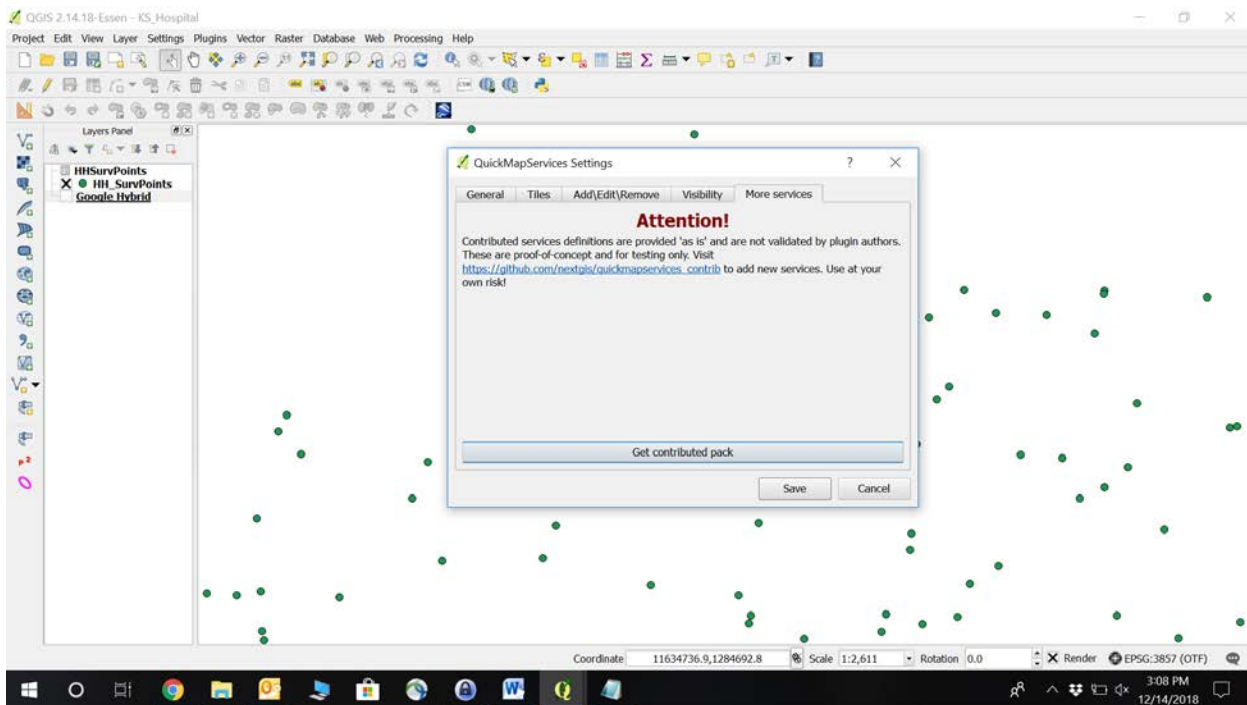 QGIS 2.14.18-Essen - KS_Hospital
Project Edit View Layer Settings Plugins Vector Raster Database Web Processing Help
Layers Panel
HHSurvPoints
HH_SurvPoints
Google Hybrid
QuickMapServices Settings
General Tiles Add\Edit\Remove Visibility More services
Attention!
Contributed services definitions are provided 'as is' and are not validated by plugin authors.
These are proof-of-concept and for testing only. Visit
https://github.com/nextgis/quickmapservices_contrib to add new services. Use at your
own risk!
Get contributed pack
Save Cancel
Coordinate 11634736.9,1284692.8 Scale 1:2,611 Rotation 0.0 Render EPSG:3857 (OTF)
3:08 PM
12/14/2018